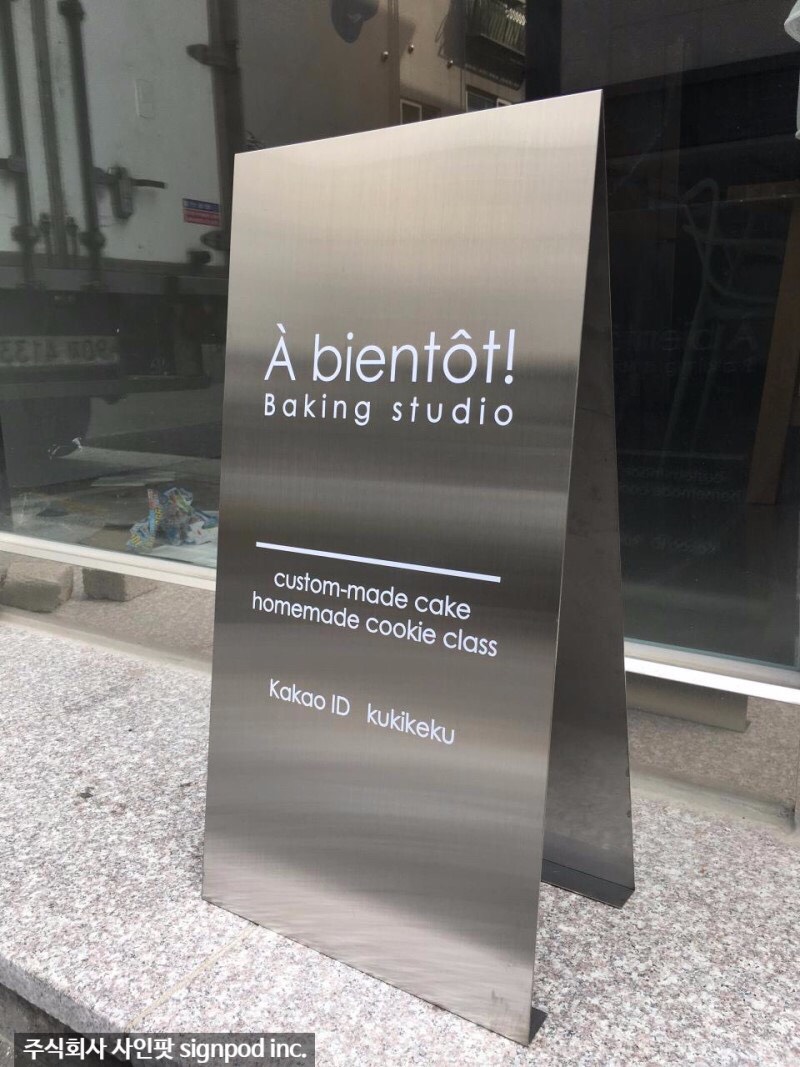 À bientôt!
Baking studio
custom-made cake
homemade cookie class
Kakao ID kukikeku
주식회사 사인팟 signpod inc.